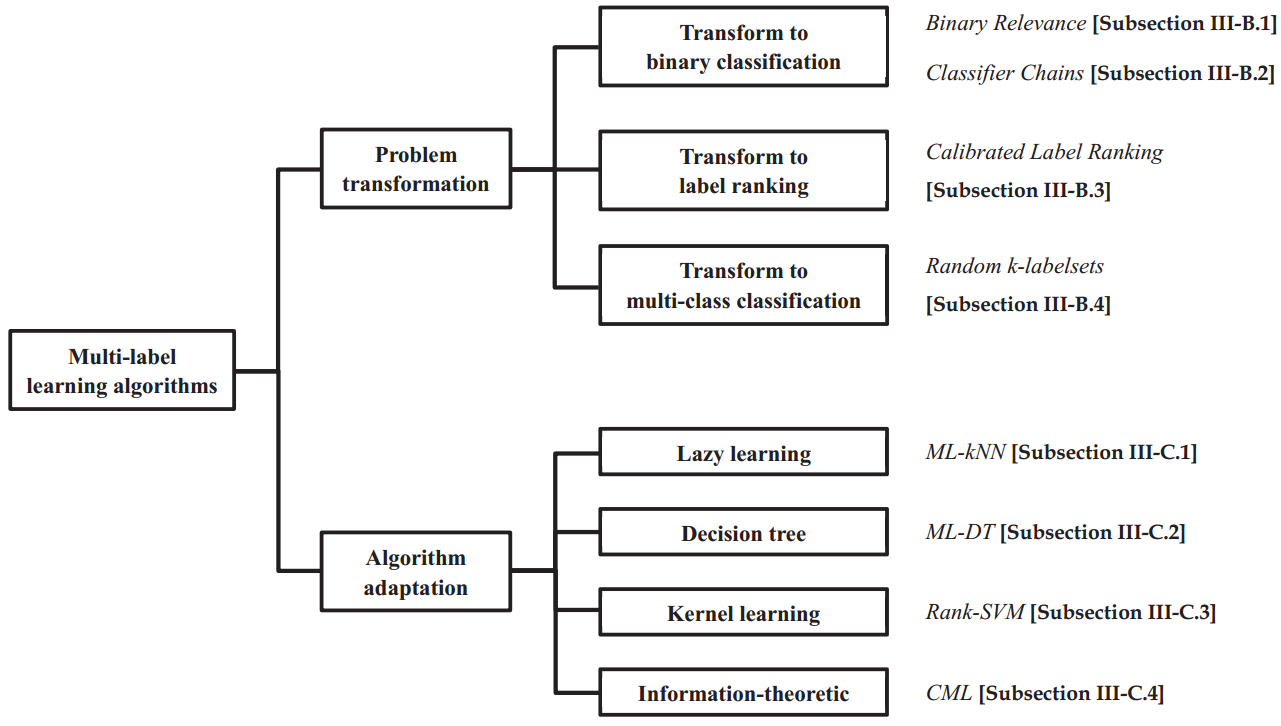 Multi-label
learning algorithms
Problem
transformation
Transform to
binary classification
Binary Relevance [Subsection III-B.1]
Classifier Chains [Subsection III-B.2]
Transform to
label ranking
Calibrated Label Ranking
[Subsection III-B.3]
Transform to
multi-class classification
Random k-labelsets
[Subsection III-B.4]
Algorithm
adaptation
Lazy learning
ML-kNN [Subsection III-C.1]
Decision tree
ML-DT [Subsection III-C.2]
Kernel learning
Rank-SVM [Subsection III-C.3]
Information-theoretic
CML [Subsection III-C.4]